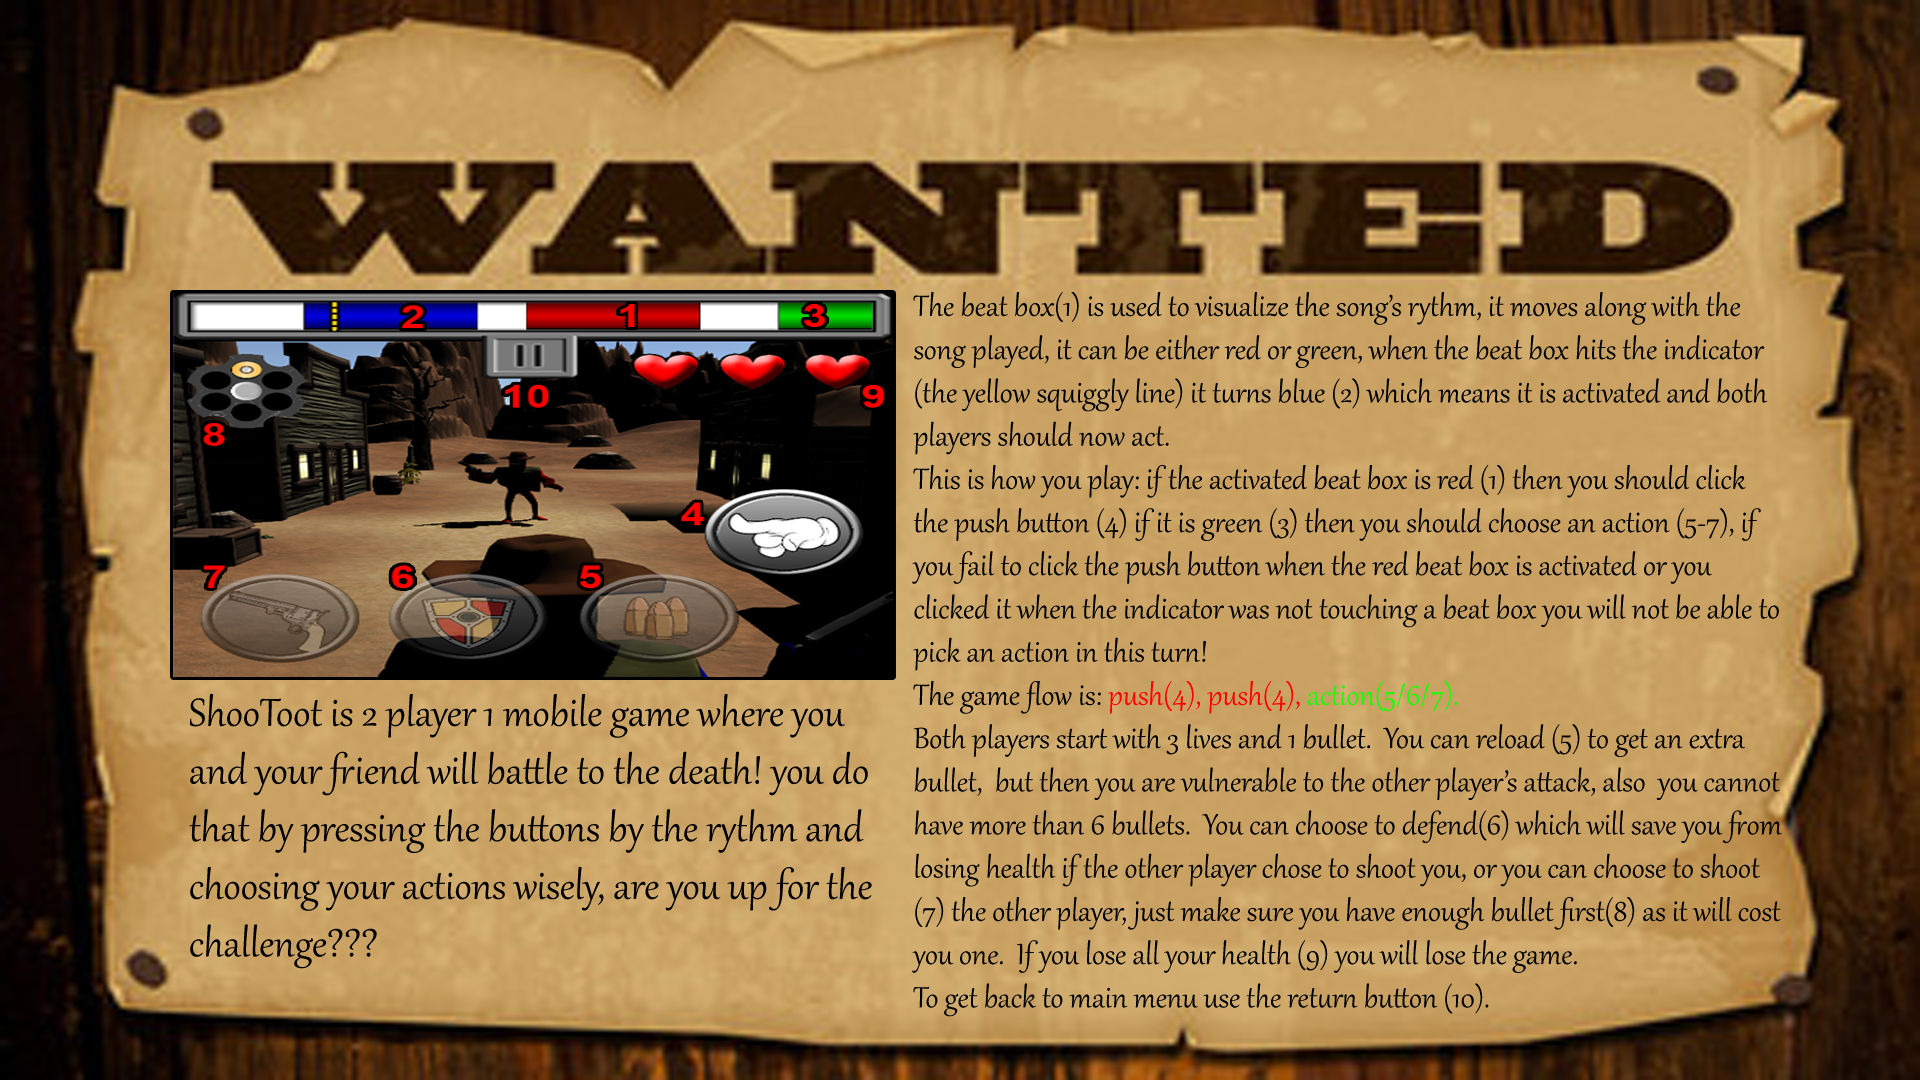 WANTED
2
1
3
10
9
8
4
7
6
5
ShooToot is 2 player 1 mobile game where you
and your friend will battle to the death! you do
that by pressing the buttons by the rythm and
choosing your actions wisely, are you up for the
challenge???
The beat box(1) is used to visualize the song's rythm, it moves along with the
song played, it can be either red or green, when the beat box hits the indicator
(the yellow squiggly line) it turns blue (2) which means it is activated and both
players should now act.
This is how you play: if the activated beat box is red (1) then you should click
the push button (4) if it is green (3) then you should choose an action (5-7), if
you fail to click the push button when the red beat box is activated or you
clicked it when the indicator was not touching a beat box you will not be able to
pick an action in this turn!
The game flow is: push(4), push(4), action(5/6/7).
Both players start with 3 lives and 1 bullet.  You can reload (5) to get an extra
bullet,  but then you are vulnerable to the other player's attack, also  you cannot
have more than 6 bullets.  You can choose to defend(6) which will save you from
losing health if the other player chose to shoot you, or you can choose to shoot
(7) the other player, just make sure you have enough bullet first(8) as it will cost
you one.  If you lose all your health (9) you will lose the game.
To get back to main menu use the return button (10).